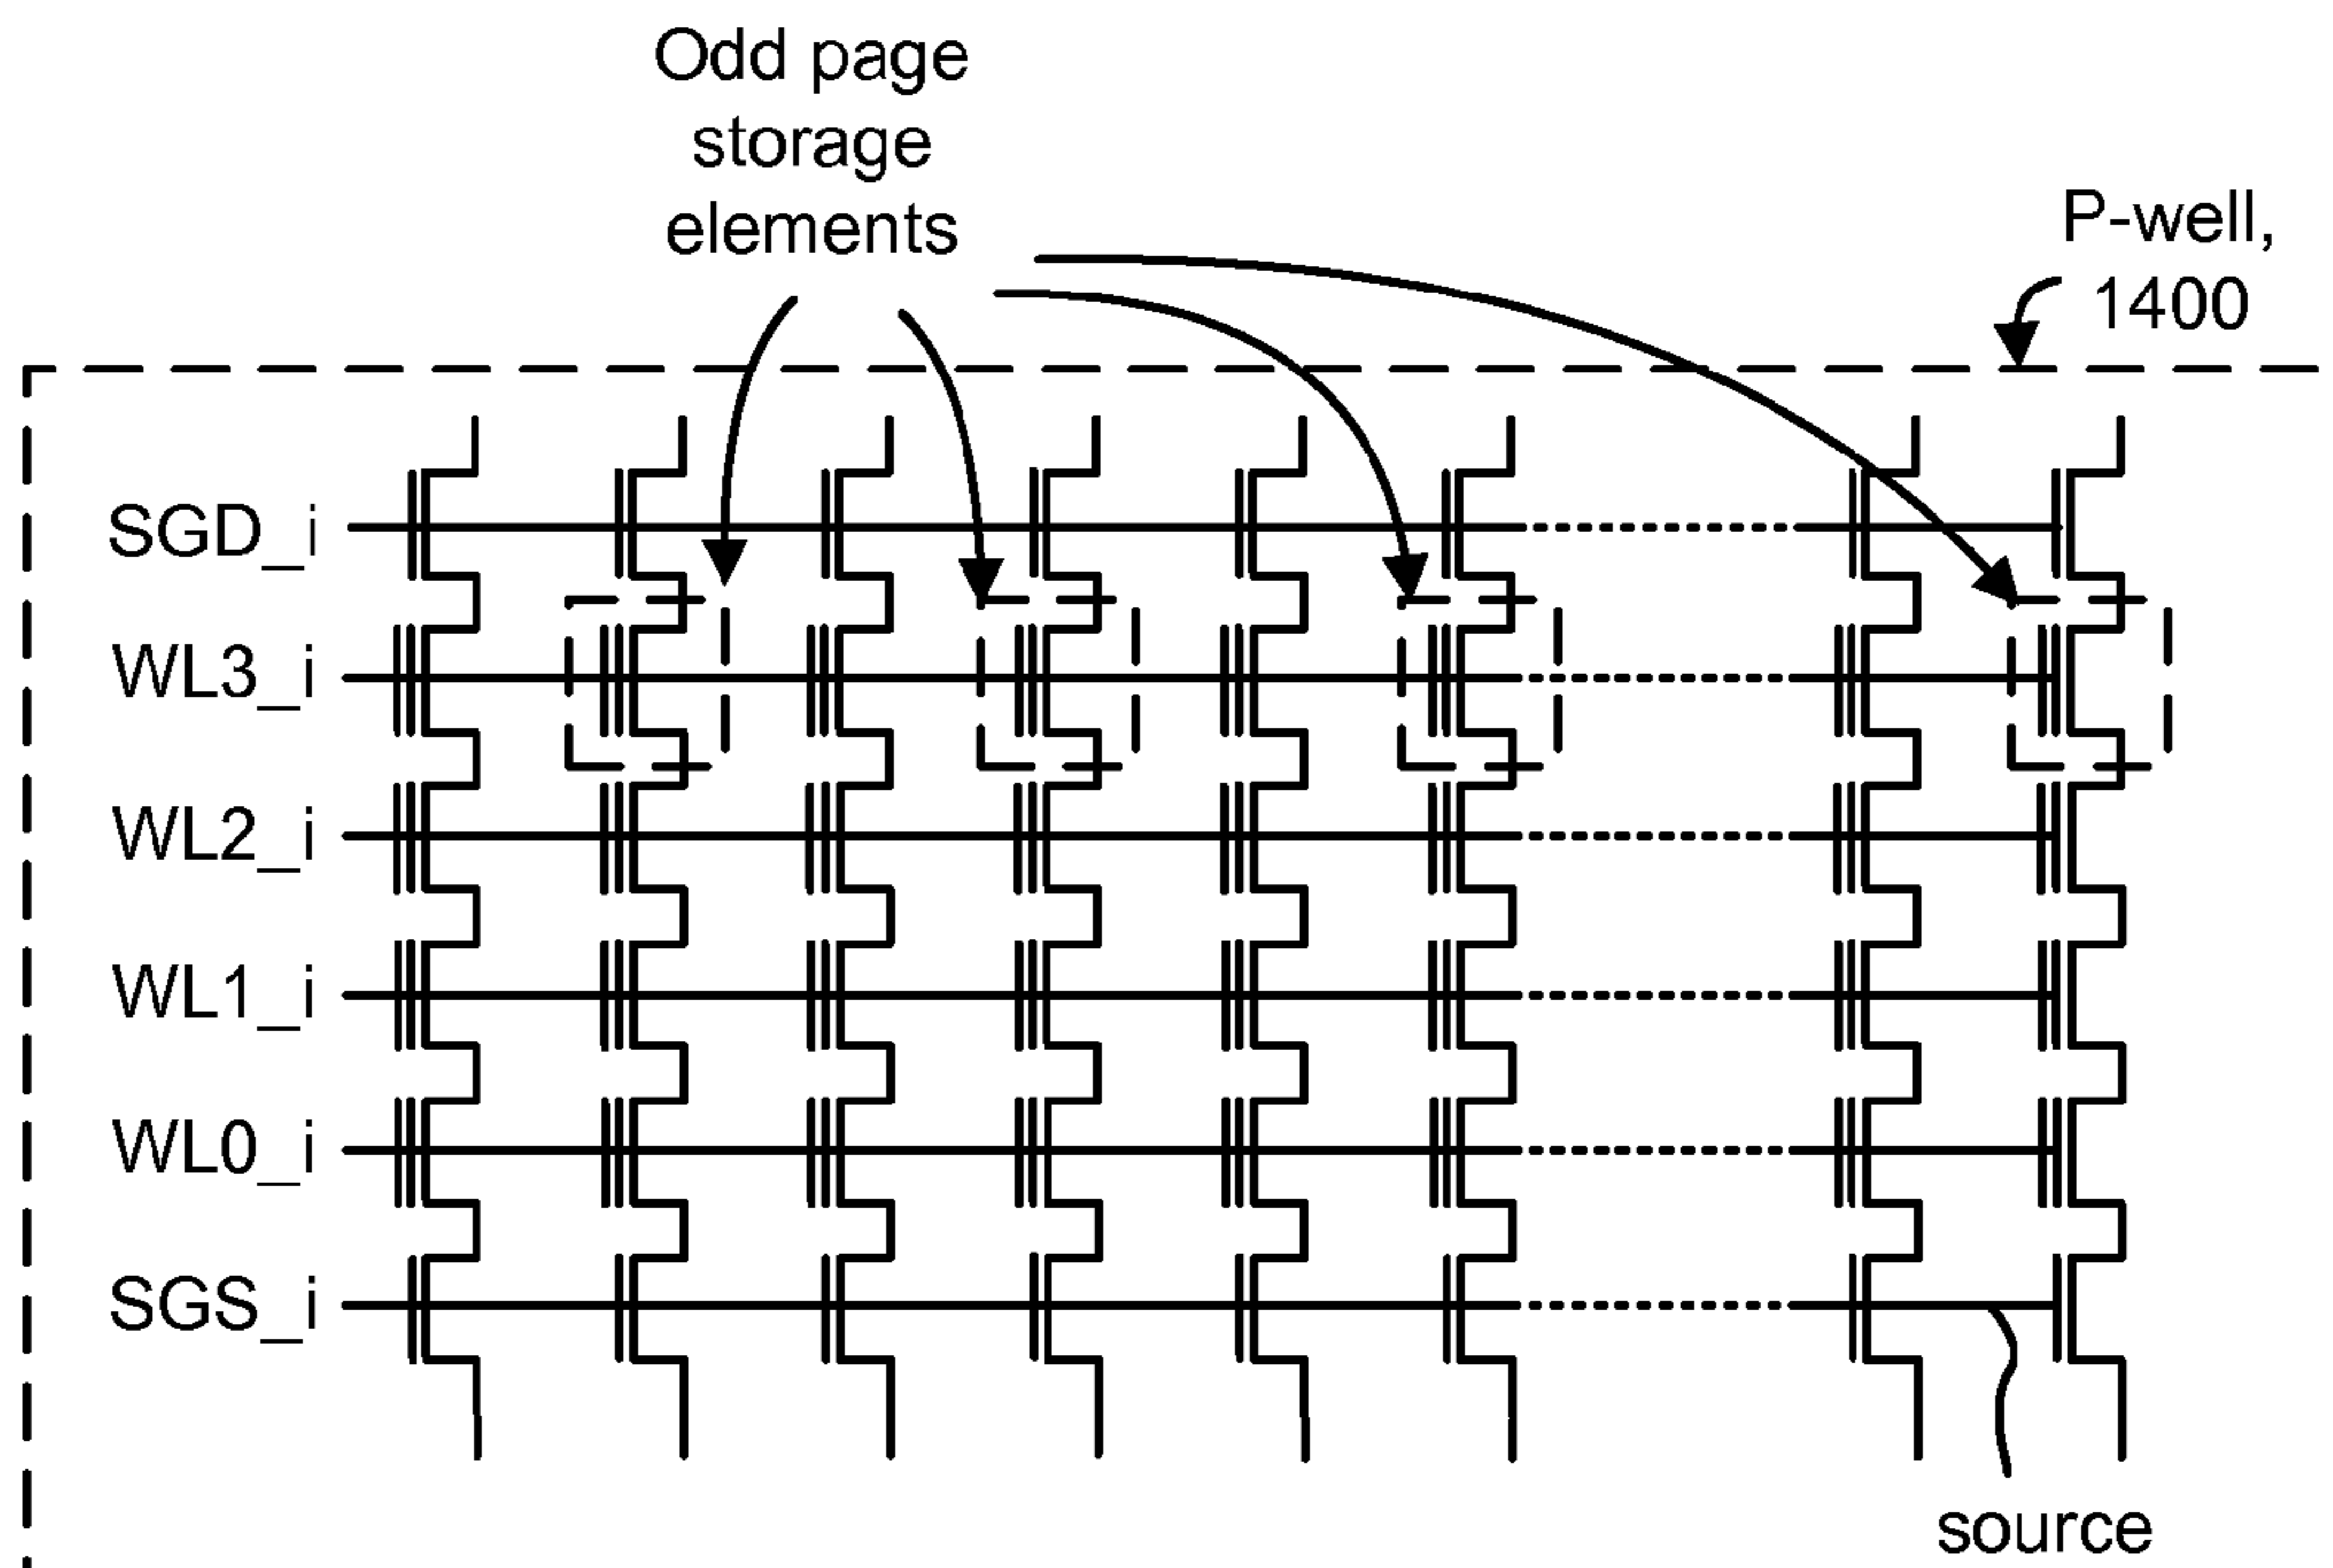 Odd page
storage
elements
P-well,
1400
SGD_i
WL3_i
WL2_i
WL1_i
WL0_i
SGS_i
source